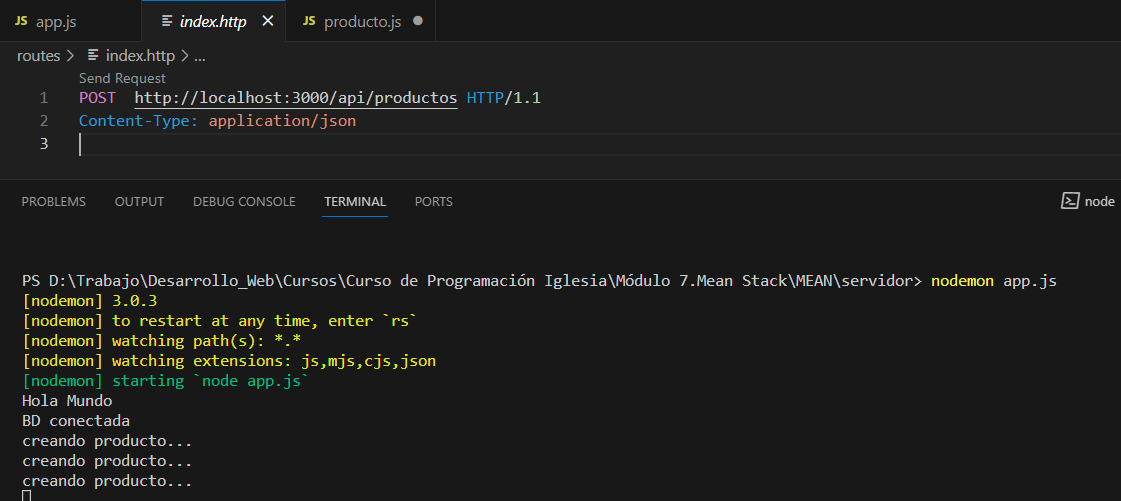 JS app.js index.http JS producto.js
routes > index.http > ...
Send Request
1 POST http://localhost:3000/api/productos HTTP/1.1
2 Content-Type: application/json
3
PROBLEMS OUTPUT DEBUG CONSOLE TERMINAL PORTS node
PS D:\Trabajo\Desarrollo_Web\Cursos\Curso de Programación Iglesia\Módulo 7.Mean Stack\MEAN\servidor> nodemon app.js
[nodemon] 3.0.3
[nodemon] to restart at any time, enter `rs`
[nodemon] watching path(s): *.*
[nodemon] watching extensions: js,mjs,cjs,json
[nodemon] starting `node app.js`
Hola Mundo
BD conectada
creando producto...
creando producto...
creando producto...